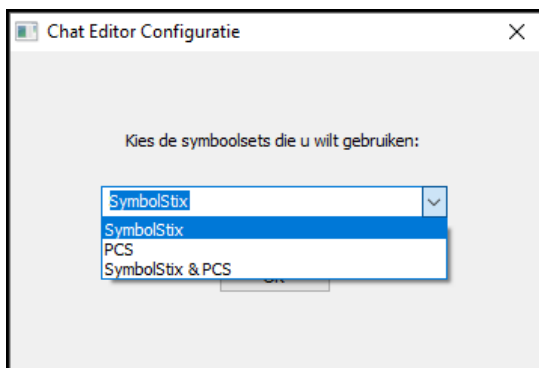 Chat Editor Configuratie
Kies de symboolsets die u wilt gebruiken:
SymbolStix
SymbolStix
PCS
SymbolStix & PCS